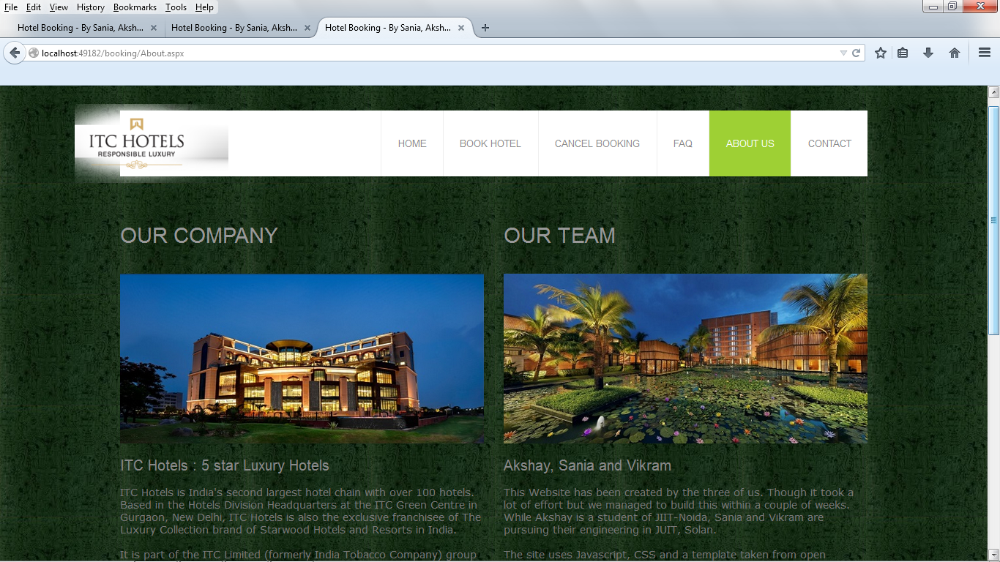 File Edit View History Bookmarks Tools Help
Hotel Booking - By Sania, Aksh...
Hotel Booking - By Sania, Aksh...
Hotel Booking - By Sania, Aksh...
localhost:49182/booking/About.aspx
ITC HOTELS
RESPONSIBLE LUXURY
HOME
BOOK HOTEL
CANCEL BOOKING
FAQ
ABOUT US
CONTACT
OUR COMPANY
ITC Hotels : 5 star Luxury Hotels
ITC Hotels is India's second largest hotel chain with over 100 hotels.
Based in the Hotels Division Headquarters at the ITC Green Centre in
Gurgaon, New Delhi, ITC Hotels is also the exclusive franchisee of The
Luxury Collection brand of Starwood Hotels and Resorts in India.
It is part of the ITC Limited (formerly India Tobacco Company) group
OUR TEAM
Akshay, Sania and Vikram
This Website has been created by the three of us. Though it took a
lot of effort but we managed to build this within a couple of weeks.
While Akshay is a student of JIIT-Noida, Sania and Vikram are
pursuing their engineering in JUIT, Solan.
The site uses Javascript, CSS and a template taken from open